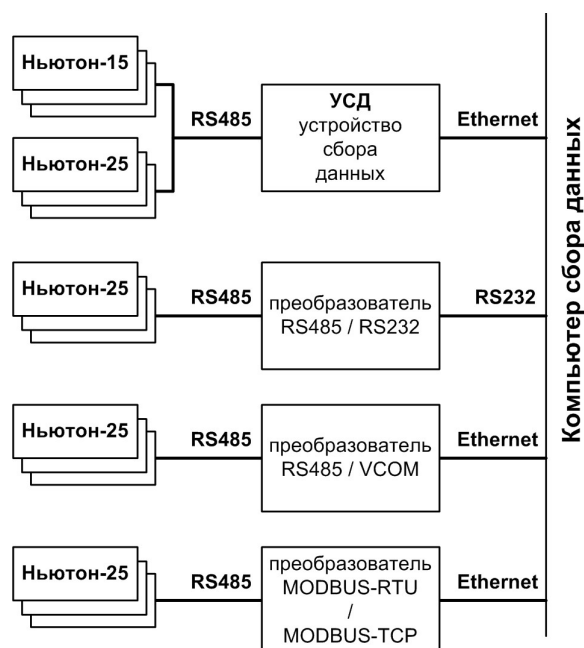 Ньютон-15
RS485
УСД
устройство
сбора
данных
Ethernet
Ньютон-25
Ньютон-25
RS485
преобразователь
RS485 / RS232
RS232
Ньютон-25
RS485
преобразователь
RS485 / VCOM
Ethernet
Ньютон-25
RS485
преобразователь
MODBUS-RTU
/
MODBUS-TCP
Ethernet
Компьютер сбора данных